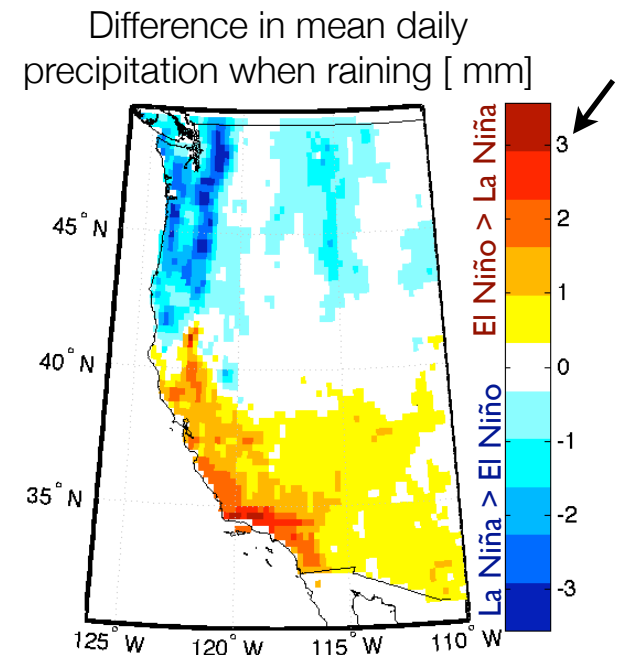 Difference in mean daily
precipitation when raining [ mm]
El Niño > La Niña
La Niña > El Niño
3
2
1
0
-1
-2
-3
45° N
40° N
35° N
125° W
120° W
115° W
110° W